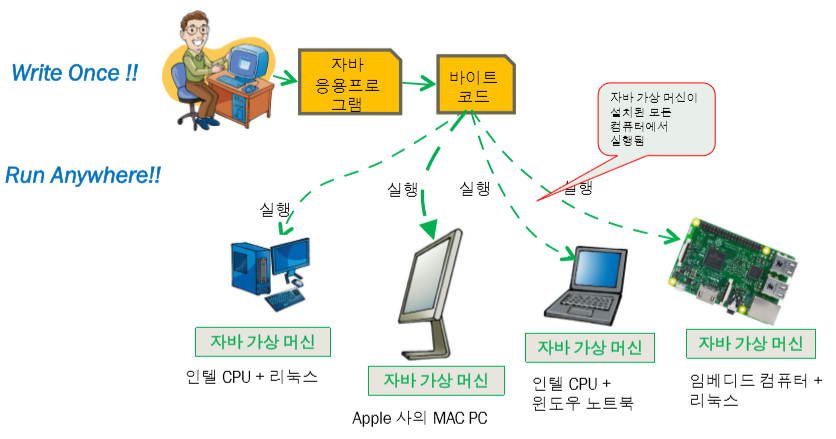 Write Once !!
자바
응용프로
그램
바이트
코드
자바 가상 머신이
설치된 모든
컴퓨터에서
실행됨
Run Anywhere!!
실행
실행
실행
실행
자바 가상 머신
인텔 CPU + 리눅스
자바 가상 머신
Apple 사의 MAC PC
자바 가상 머신
인텔 CPU +
윈도우 노트북
자바 가상 머신
임베디드 컴퓨터 +
리눅스